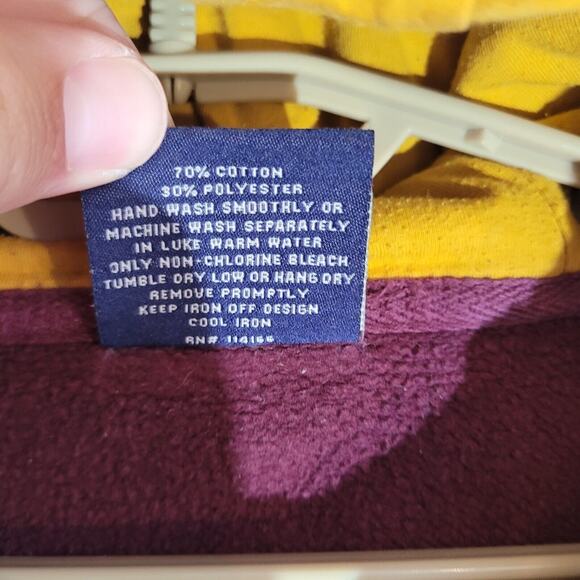 70% COTTON
30% POLYESTER
HAND WASH SMOOTHLY OR
MACHINE WASH SEPARATELY
IN LUKE WARM WATER
ONLY NON-CHLORINE BLEACH
TUMBLE DRY LOW OR HANG DRY
REMOVE PROMPTLY
KEEP IRON OFF DESIGN
COOL IRON
RN#